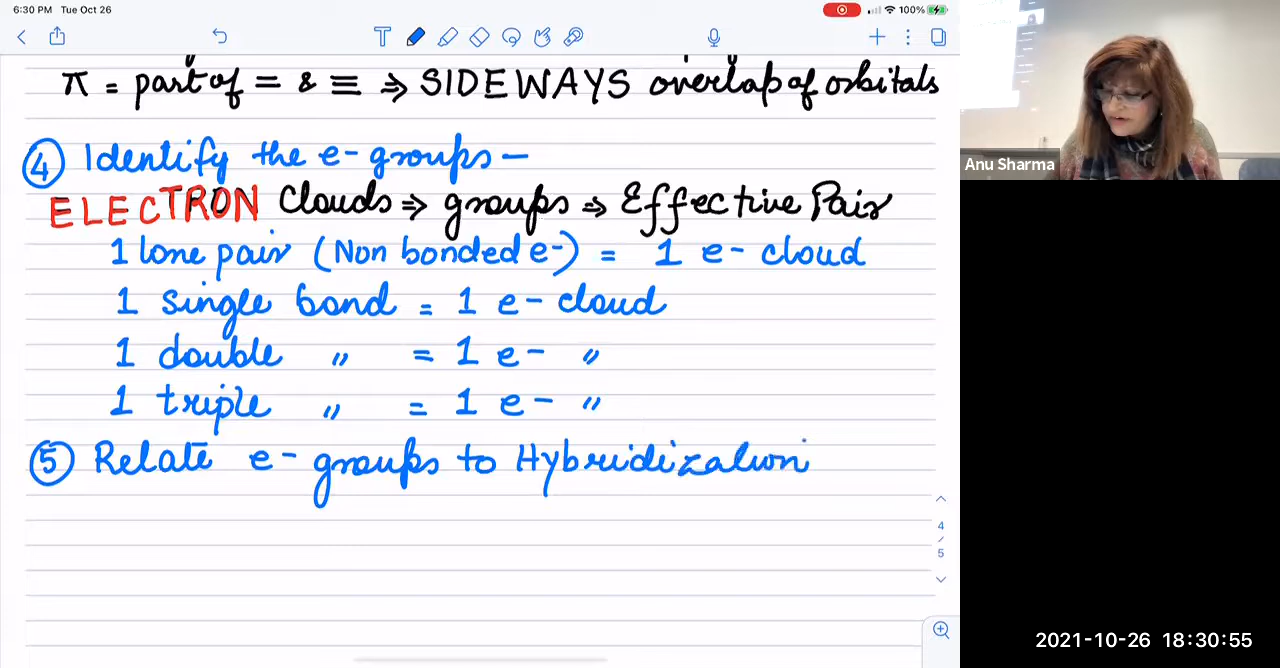 6:30 PM Tue Oct 26
100%
π = part of = & ≡ ⇒ SIDEWAYS overlap of orbitals
④ Identify the e- groups –
ELECTRON Clouds ⇒ groups ⇒ Effective Pair
1 lone pair (Non bonded e-) = 1 e- cloud
1 single bond = 1 e- cloud
1 double " = 1 e- "
1 triple " = 1 e- "
⑤ Relate e- groups to Hybridization
4
/
5
Anu Sharma
2021-10-26 18:30:55